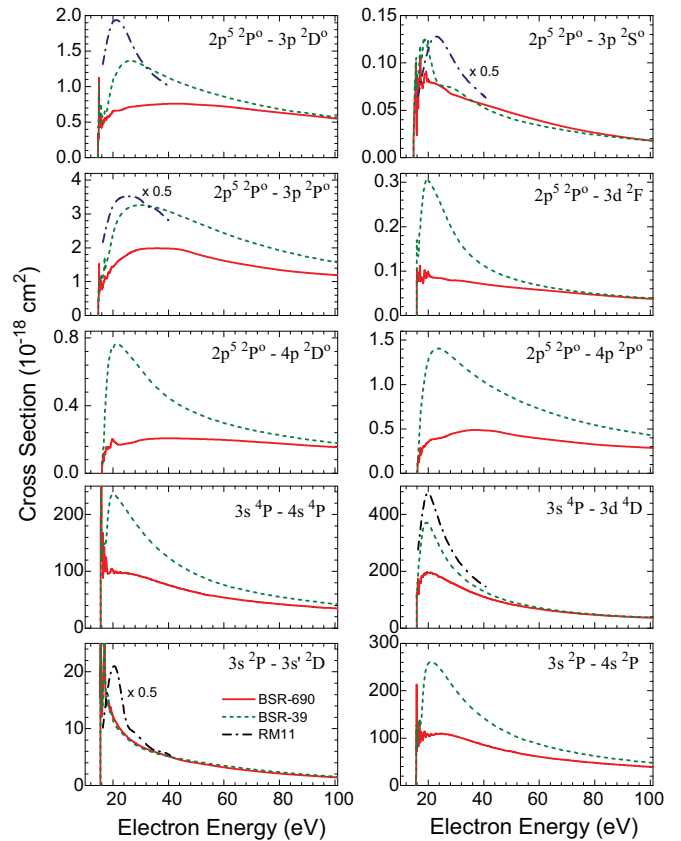 2p⁵ ²Pᵒ - 3p ²Dᵒ
2.0
1.5
1.0
0.5
0.0
2p⁵ ²Pᵒ - 3p ²Sᵒ
x 0.5
0.15
0.10
0.05
0.00
2p⁵ ²Pᵒ - 3p ²Pᵒ
x 0.5
4
3
2
1
0
2p⁵ ²Pᵒ - 3d ²F
0.3
0.2
0.1
0.0
2p⁵ ²Pᵒ - 4p ²Dᵒ
0.8
0.4
0.0
2p⁵ ²Pᵒ - 4p ²Pᵒ
1.5
1.0
0.5
0.0
3s ⁴P - 4s ⁴P
200
100
0
3s ⁴P - 3d ⁴D
400
200
0
3s ²P - 3s' ²D
x 0.5
BSR-690
BSR-39
RM11
20
10
0
3s ²P - 4s ²P
300
200
100
0
20 40 60 80 100
20 40 60 80 100
Electron Energy (eV)
Electron Energy (eV)
Cross Section (10⁻¹⁸ cm²)